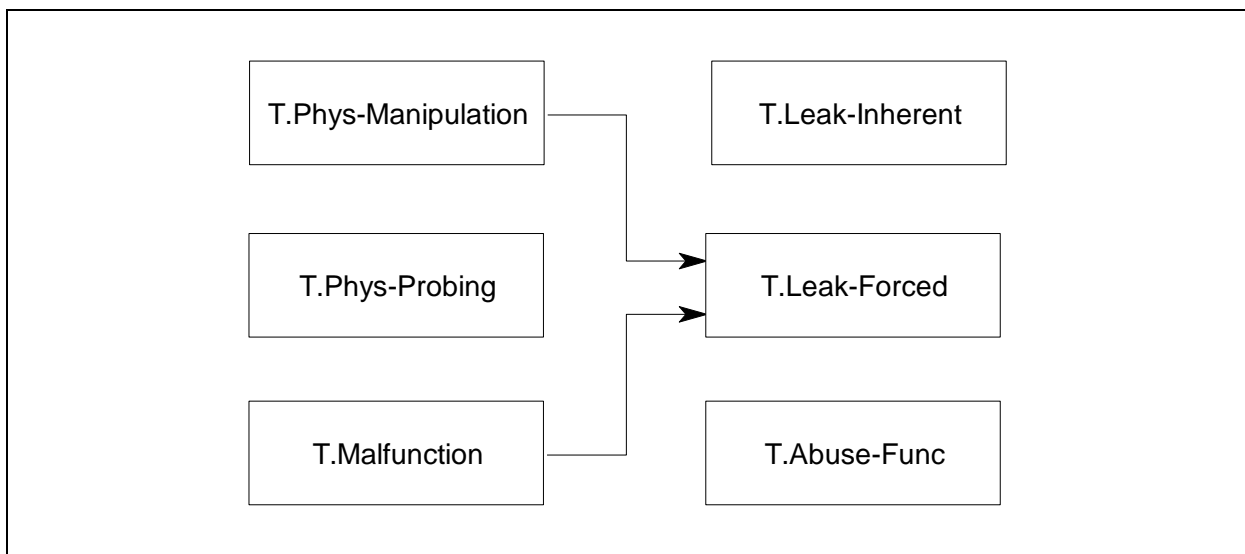 T.Phys-Manipulation
T.Leak-Inherent
T.Phys-Probing
T.Leak-Forced
T.Malfunction
T.Abuse-Func